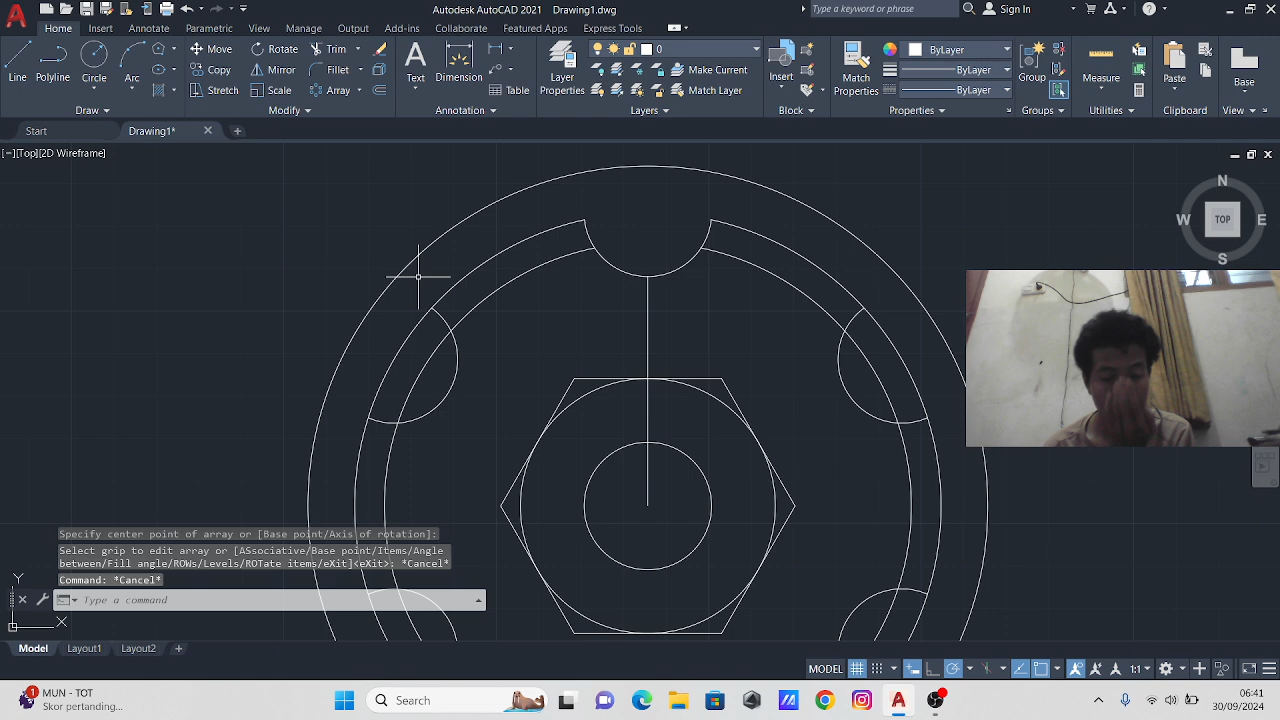 Autodesk AutoCAD 2021   Drawing1.dwg
Type a keyword or phrase
Sign In
Home Insert Annotate Parametric View Manage Output Add-ins Collaborate Express Tools Featured Apps
Line Polyline Circle Arc
Move Rotate Trim
Copy Mirror Fillet
Stretch Scale Array
Text Dimension
Table
Layer
Properties
0
Make Current
Match Layer
Insert
Match
Properties
ByLayer
ByLayer
ByLayer
Group
Measure
Paste
Base
Draw Modify Annotation Layers Block Properties Groups Utilities Clipboard View
Start Drawing1*
[−][Top][2D Wireframe]
N
W TOP E
S
Specify center point of array or [Base point/Axis of rotation]:
Select grip to edit array or [ASsociative/Base point/Items/Angle
between/Fill angle/ROWs/Levels/ROTate items/eXit]<eXit>: *Cancel*
Command: *Cancel*
Type a command
Y
X
Model Layout1 Layout2
MODEL 1:1
1
MUN - TOT
Skor perbanding...
Search
06:41
30/09/2024